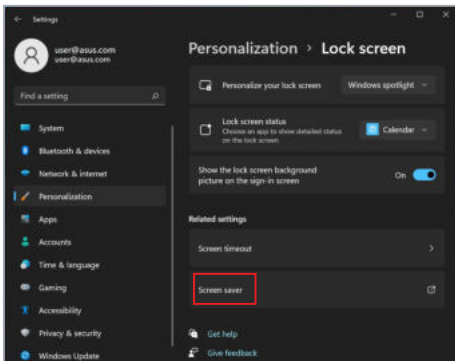 Settings
user@asus.com
user@asus.com
Find a setting
System
Bluetooth & devices
Network & internet
Personalization
Apps
Accounts
Time & language
Gaming
Accessibility
Privacy & security
Windows Update
Personalization > Lock screen
Personalize your lock screen
Windows spotlight
Lock screen status
Choose an app to show detailed status
on the lock screen
Calendar
Show the lock screen background
picture on the sign-in screen
On
Related settings
Screen timeout
Screen saver
Get help
Give feedback